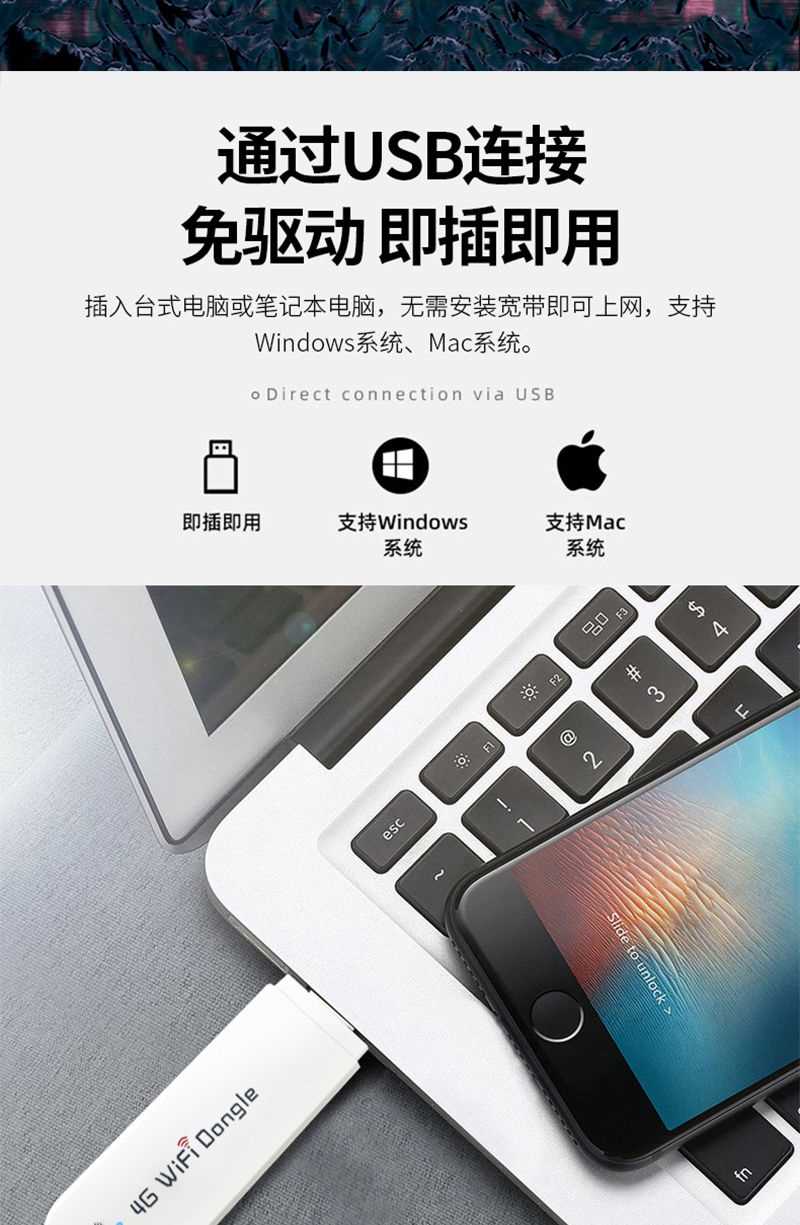 通过USB连接
免驱动 即插即用
插入台式电脑或笔记本电脑，无需安装宽带即可上网，支持
Windows系统、Mac系统。
Direct connection via USB
即插即用
支持Windows
系统
支持Mac
系统
F3
$
4
F2
#
3
F1
@
2
esc
!
1
~
Slide to unlock >
4G WiFi Dongle
fn